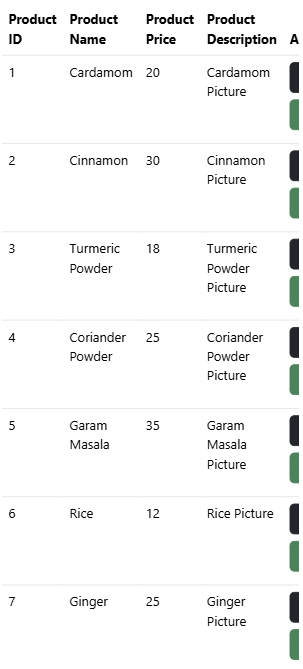 Product ID Product Name Product Price Product Description A
1 Cardamom 20 Cardamom Picture
2 Cinnamon 30 Cinnamon Picture
3 Turmeric Powder 18 Turmeric Powder Picture
4 Coriander Powder 25 Coriander Powder Picture
5 Garam Masala 35 Garam Masala Picture
6 Rice 12 Rice Picture
7 Ginger 25 Ginger Picture